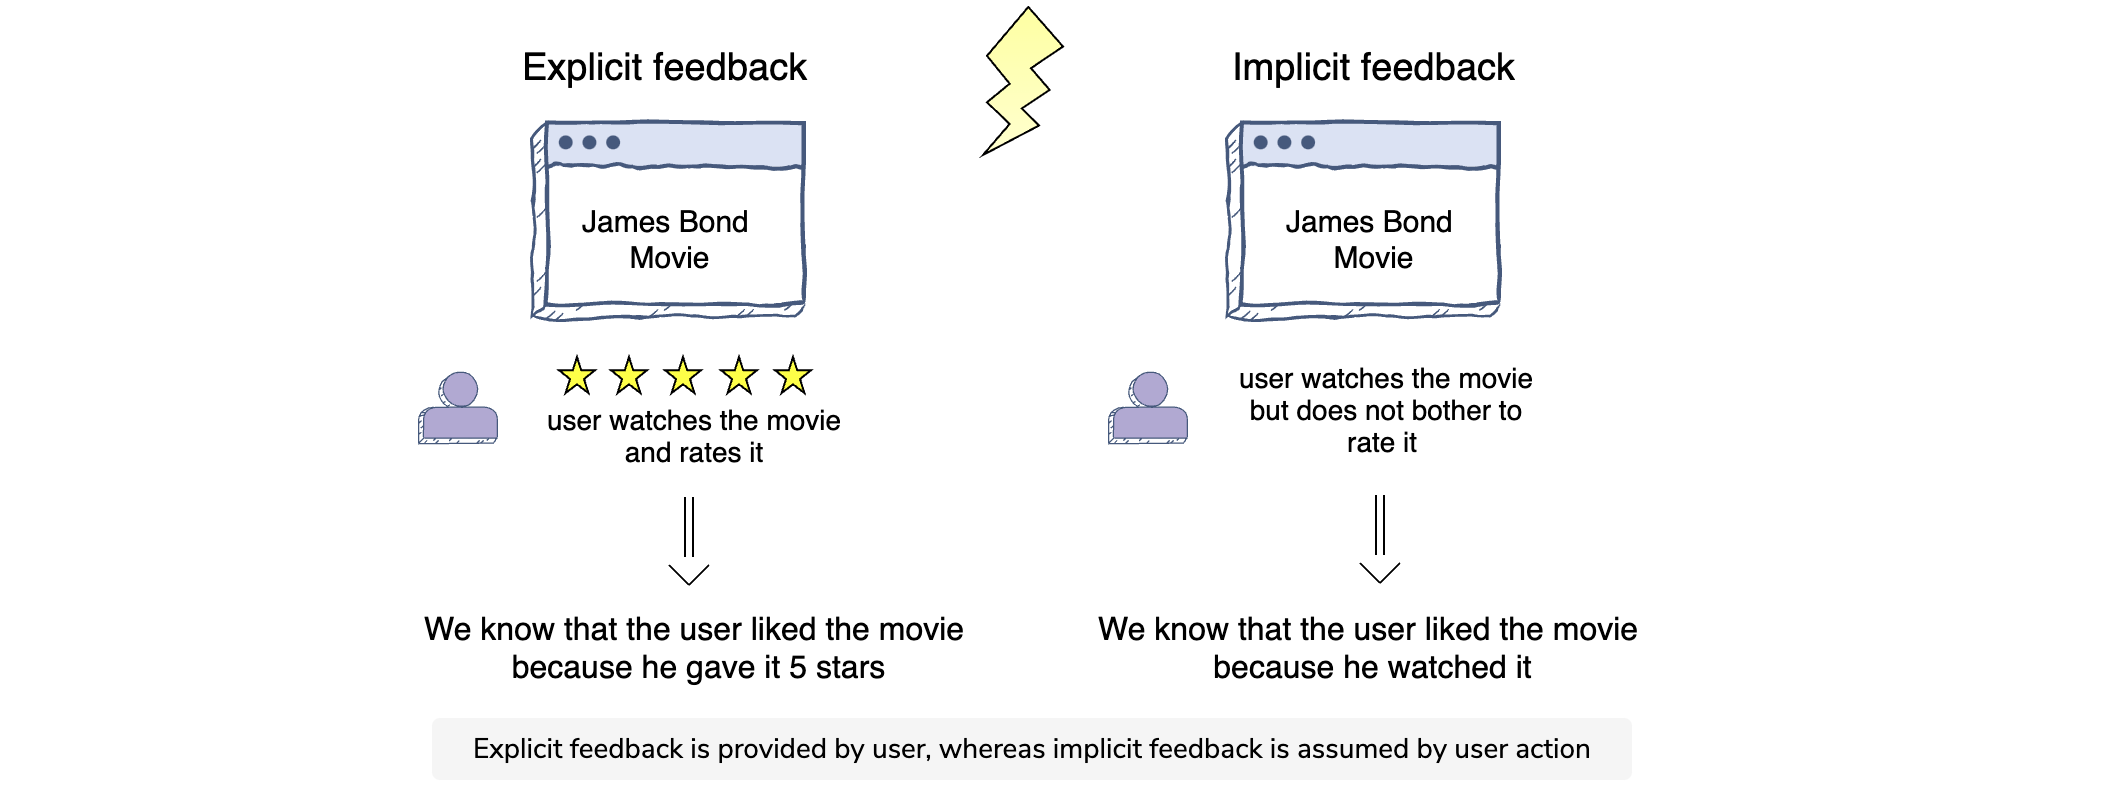 Explicit feedback
James Bond
Movie
user watches the movie
and rates it
We know that the user liked the movie
because he gave it 5 stars
Implicit feedback
James Bond
Movie
user watches the movie
but does not bother to
rate it
We know that the user liked the movie
because he watched it
Explicit feedback is provided by user, whereas implicit feedback is assumed by user action